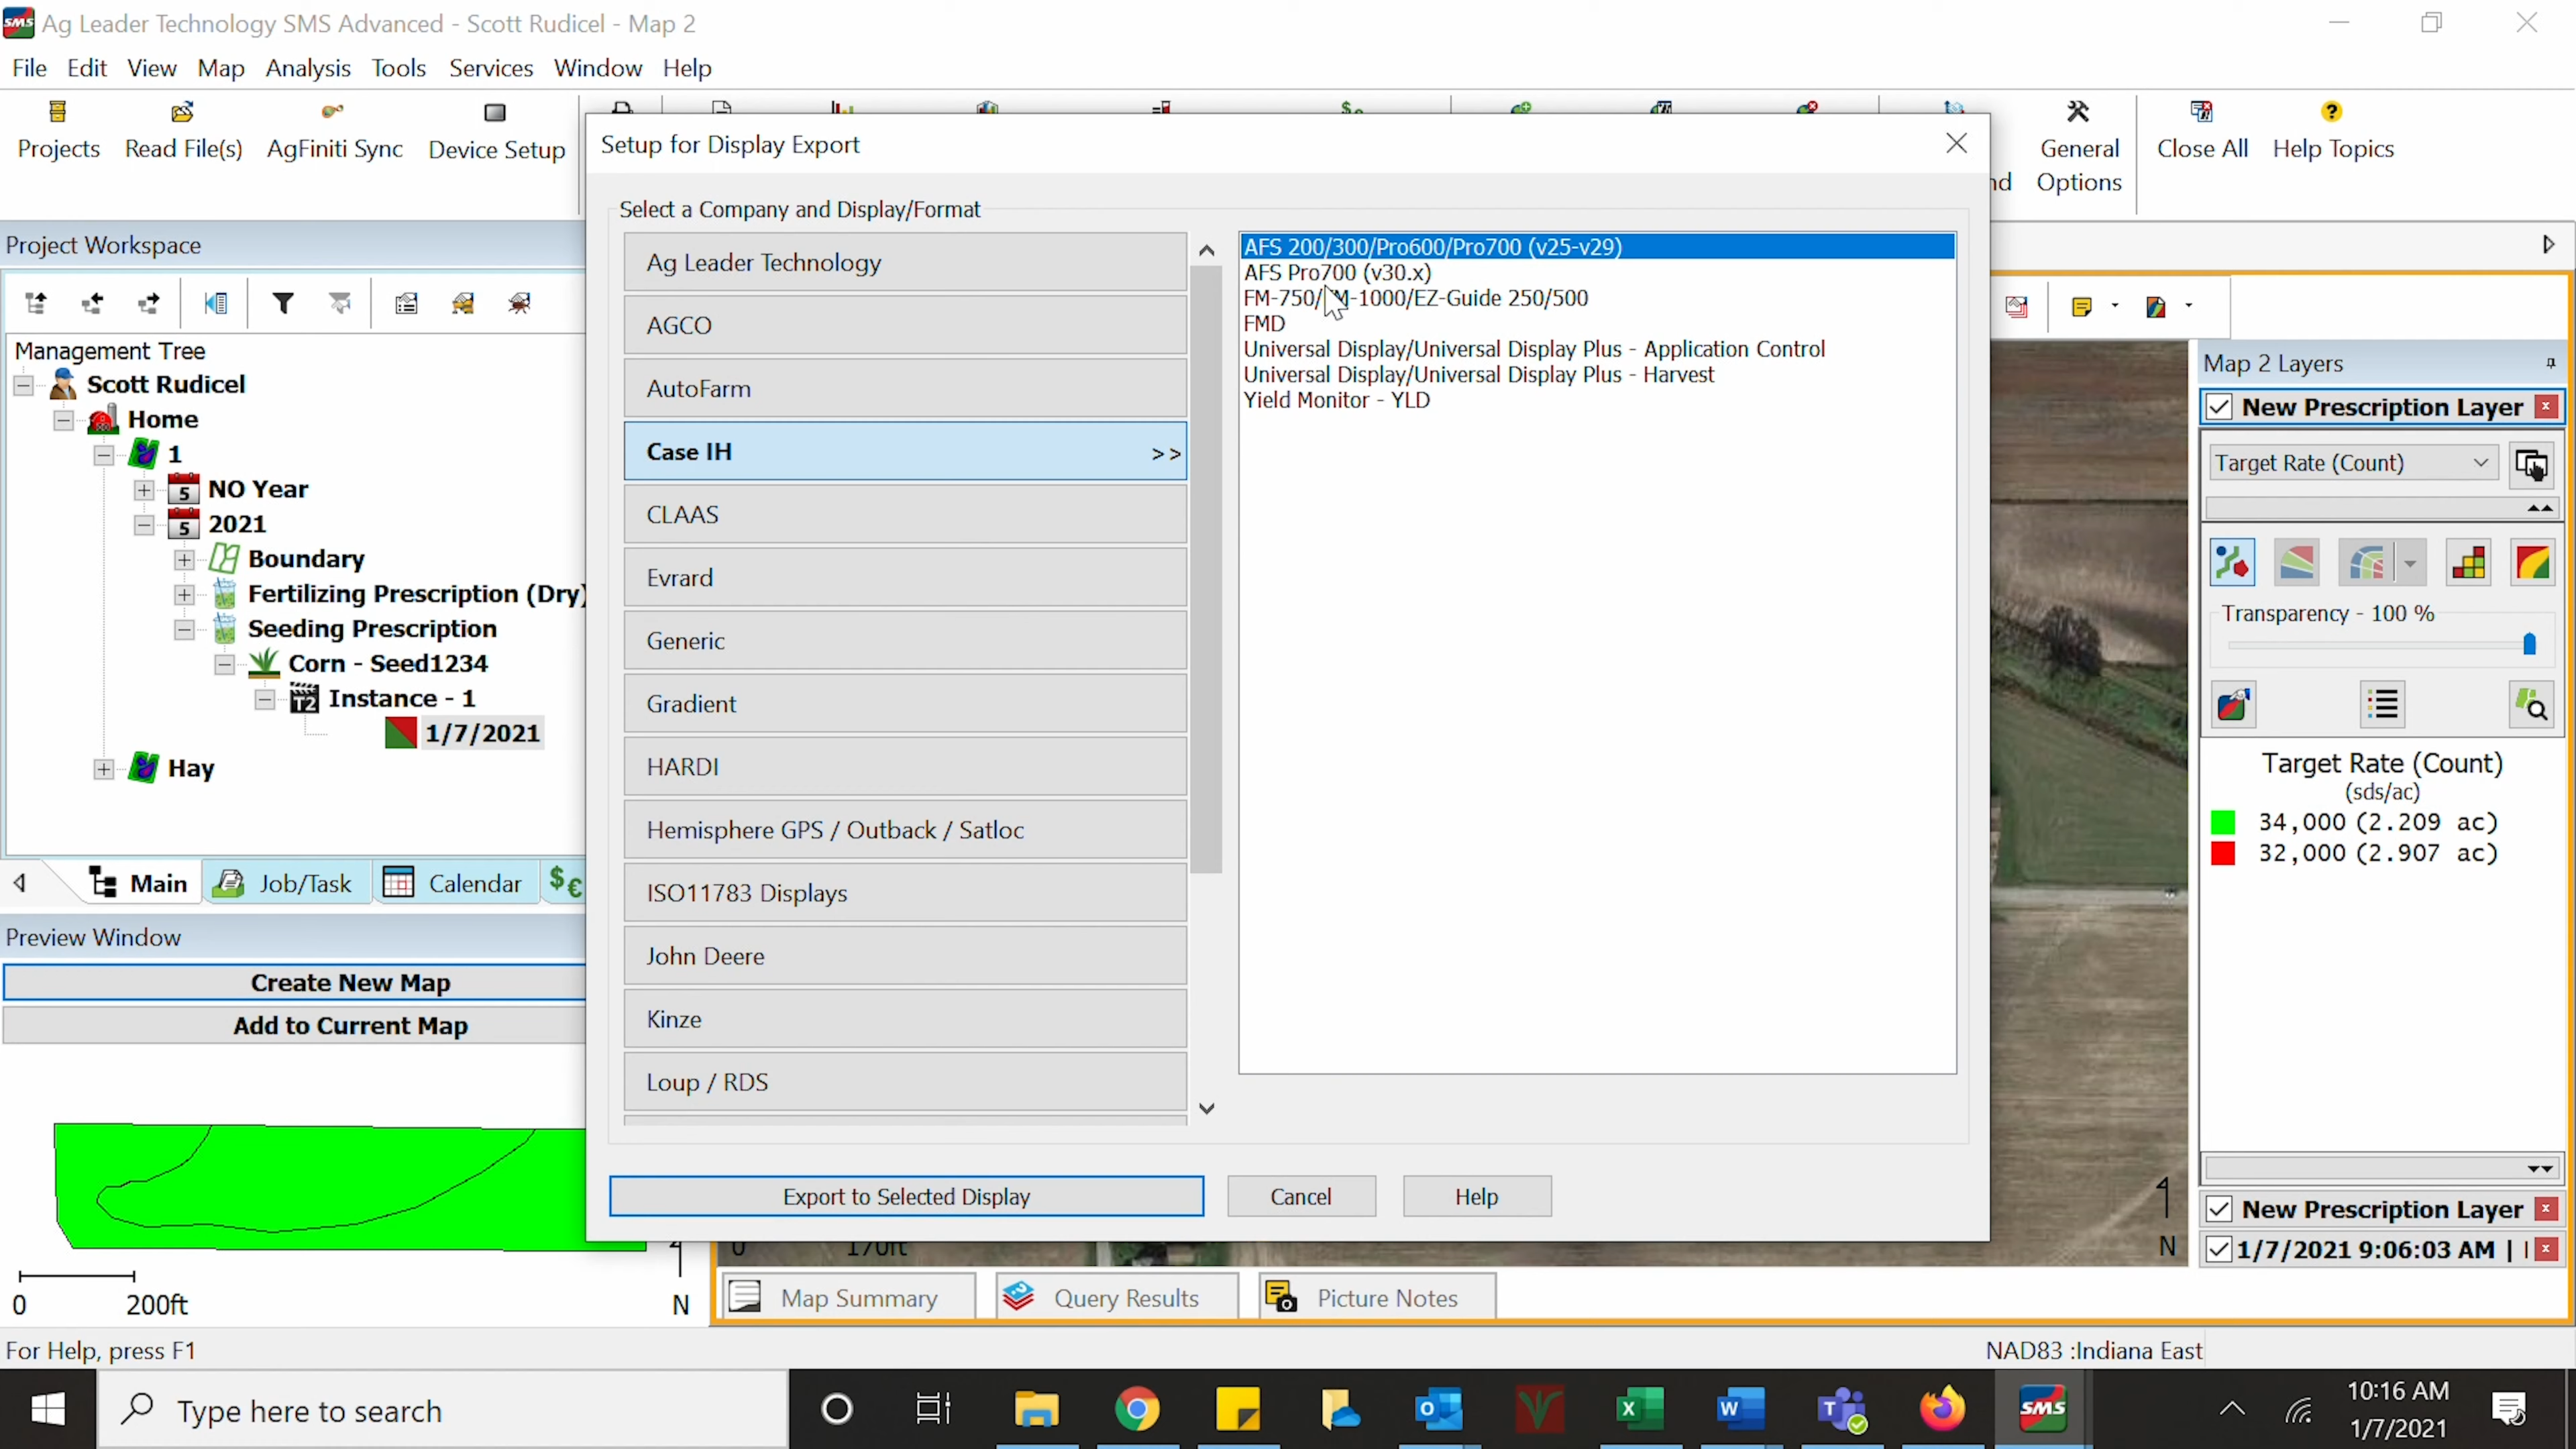 SMS Ag Leader Technology SMS Advanced - Scott Rudicel - Map 2
File Edit View Map Analysis Tools Services Window Help
Projects Read File(s) AgFiniti Sync Device Setup General Options Close All Help Topics
Setup for Display Export
Select a Company and Display/Format
Ag Leader Technology
AGCO
AutoFarm
Case IH >>
CLAAS
Evrard
Generic
Gradient
HARDI
Hemisphere GPS / Outback / Satloc
ISO11783 Displays
John Deere
Kinze
Loup / RDS
AFS 200/300/Pro600/Pro700 (v25-v29)
AFS Pro700 (v30.x)
FM-750/FM-1000/EZ-Guide 250/500
FMD
Universal Display/Universal Display Plus - Application Control
Universal Display/Universal Display Plus - Harvest
Yield Monitor - YLD
Export to Selected Display
Cancel
Help
Project Workspace
Management Tree
Scott Rudicel
Home
1
5 NO Year
5 2021
Boundary
Fertilizing Prescription (Dry)
Seeding Prescription
Corn - Seed1234
T2 Instance - 1
1/7/2021
Hay
Main Job/Task Calendar $€
Preview Window
Create New Map
Add to Current Map
0 200ft N
Map 2 Layers
New Prescription Layer
Target Rate (Count)
Transparency - 100 %
Target Rate (Count)
(sds/ac)
34,000 (2.209 ac)
32,000 (2.907 ac)
New Prescription Layer
1/7/2021 9:06:03 AM |
0 170ft N
Map Summary Query Results Picture Notes
For Help, press F1
NAD83 :Indiana East
Type here to search
SMS
10:16 AM
1/7/2021